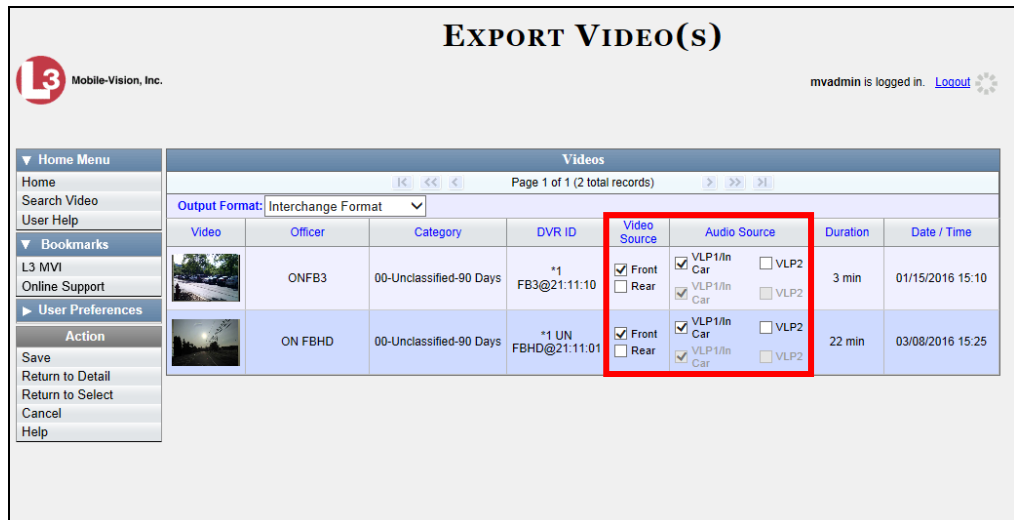 EXPORT VIDEO(S)
L3 Mobile-Vision, Inc.
mvadmin is logged in. Logout
▼ Home Menu
Home
Search Video
User Help
▼ Bookmarks
L3 MVI
Online Support
▶ User Preferences
Action
Save
Return to Detail
Return to Select
Cancel
Help
Videos
Page 1 of 1 (2 total records)
Output Format: Interchange Format
Video Officer Category DVR ID Video Source Audio Source Duration Date / Time
ONFB3 00-Unclassified-90 Days *1 FB3@21:11:10 Front VLP1/In Car VLP2 3 min 01/15/2016 15:10
Rear VLP1/In Car VLP2
ON FBHD 00-Unclassified-90 Days *1 UN FBHD@21:11:01 Front VLP1/In Car VLP2 22 min 03/08/2016 15:25
Rear VLP1/In Car VLP2